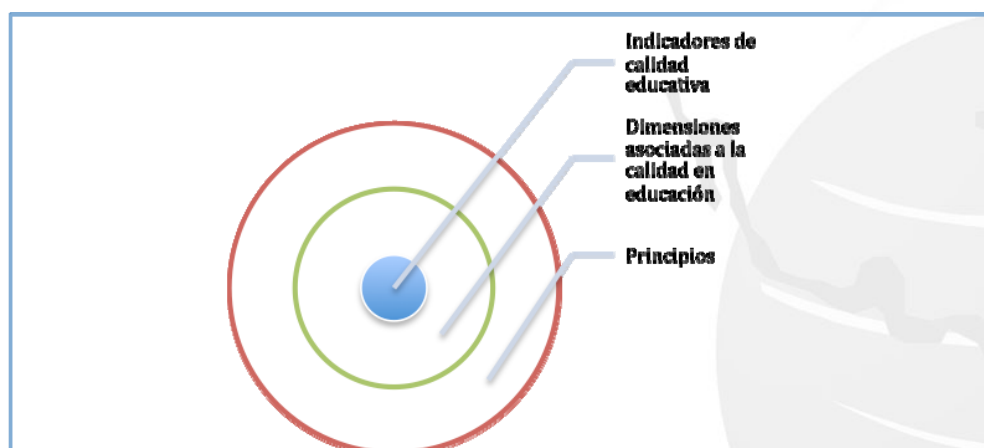 Indicadores de
calidad
educativa
Dimensiones
asociadas a la
calidad en
educación
Principios